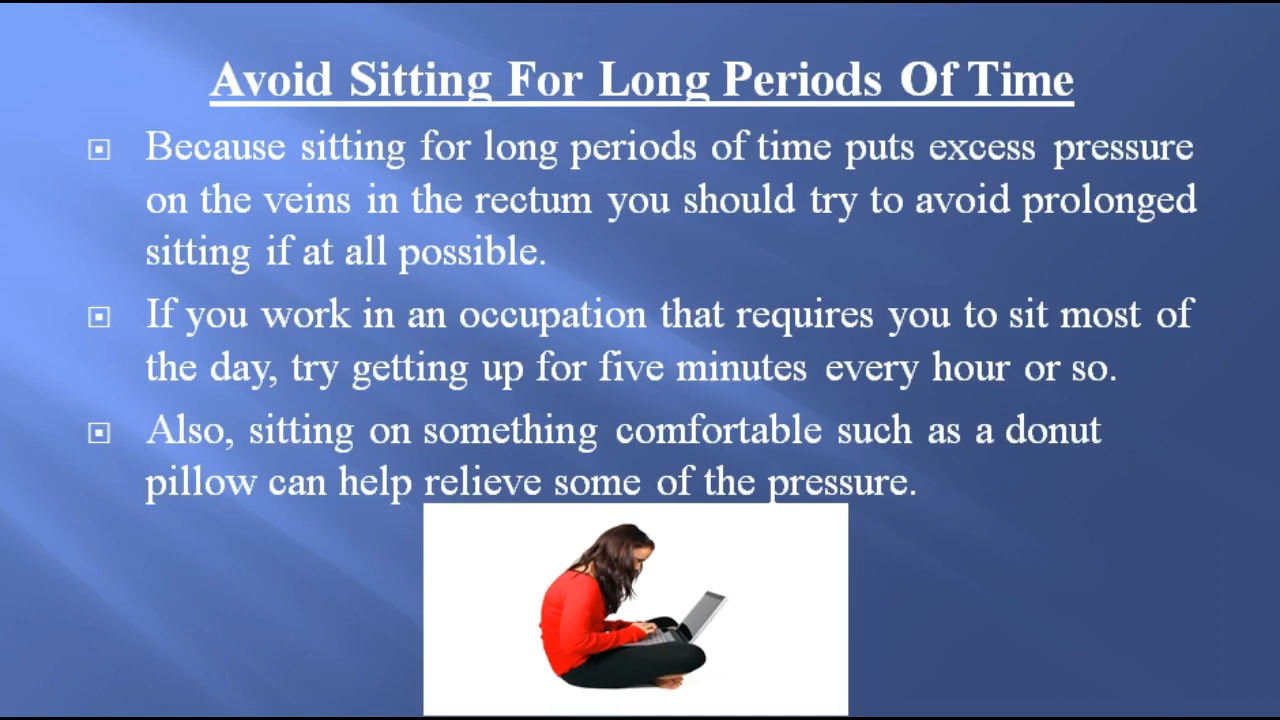 Avoid Sitting For Long Periods Of Time
Because sitting for long periods of time puts excess pressure
on the veins in the rectum you should try to avoid prolonged
sitting if at all possible.
If you work in an occupation that requires you to sit most of
the day, try getting up for five minutes every hour or so.
Also, sitting on something comfortable such as a donut
pillow can help relieve some of the pressure.